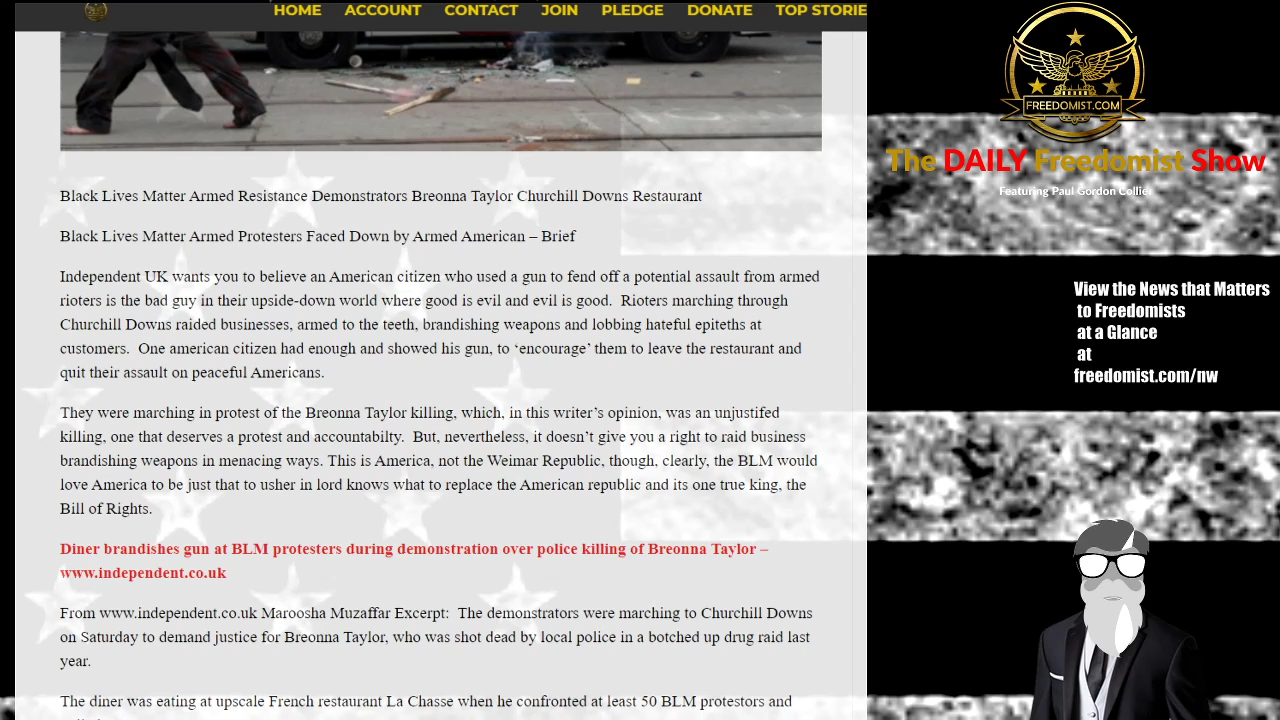 HOME ACCOUNT CONTACT JOIN PLEDGE DONATE TOP STORIE
Black Lives Matter Armed Resistance Demonstrators Breonna Taylor Churchill Downs Restaurant
Black Lives Matter Armed Protesters Faced Down by Armed American – Brief
Independent UK wants you to believe an American citizen who used a gun to fend off a potential assault from armed
rioters is the bad guy in their upside-down world where good is evil and evil is good.  Rioters marching through
Churchill Downs raided businesses, armed to the teeth, brandishing weapons and lobbing hateful epiteths at
customers.  One american citizen had enough and showed his gun, to ‘encourage’ them to leave the restaurant and
quit their assault on peaceful Americans.
They were marching in protest of the Breonna Taylor killing, which, in this writer’s opinion, was an unjustifed
killing, one that deserves a protest and accountabilty.  But, nevertheless, it doesn’t give you a right to raid business
brandishing weapons in menacing ways. This is America, not the Weimar Republic, though, clearly, the BLM would
love America to be just that to usher in lord knows what to replace the American republic and its one true king, the
Bill of Rights.
Diner brandishes gun at BLM protesters during demonstration over police killing of Breonna Taylor –
www.independent.co.uk
From www.independent.co.uk Maroosha Muzaffar Excerpt:  The demonstrators were marching to Churchill Downs
on Saturday to demand justice for Breonna Taylor, who was shot dead by local police in a botched up drug raid last
year.
The diner was eating at upscale French restaurant La Chasse when he confronted at least 50 BLM protestors and
FREEDOMIST.COM
The DAILY Freedomist Show
Featuring Paul Gordon Collier
View the News that Matters
to Freedomists
at a Glance
at
freedomist.com/nw